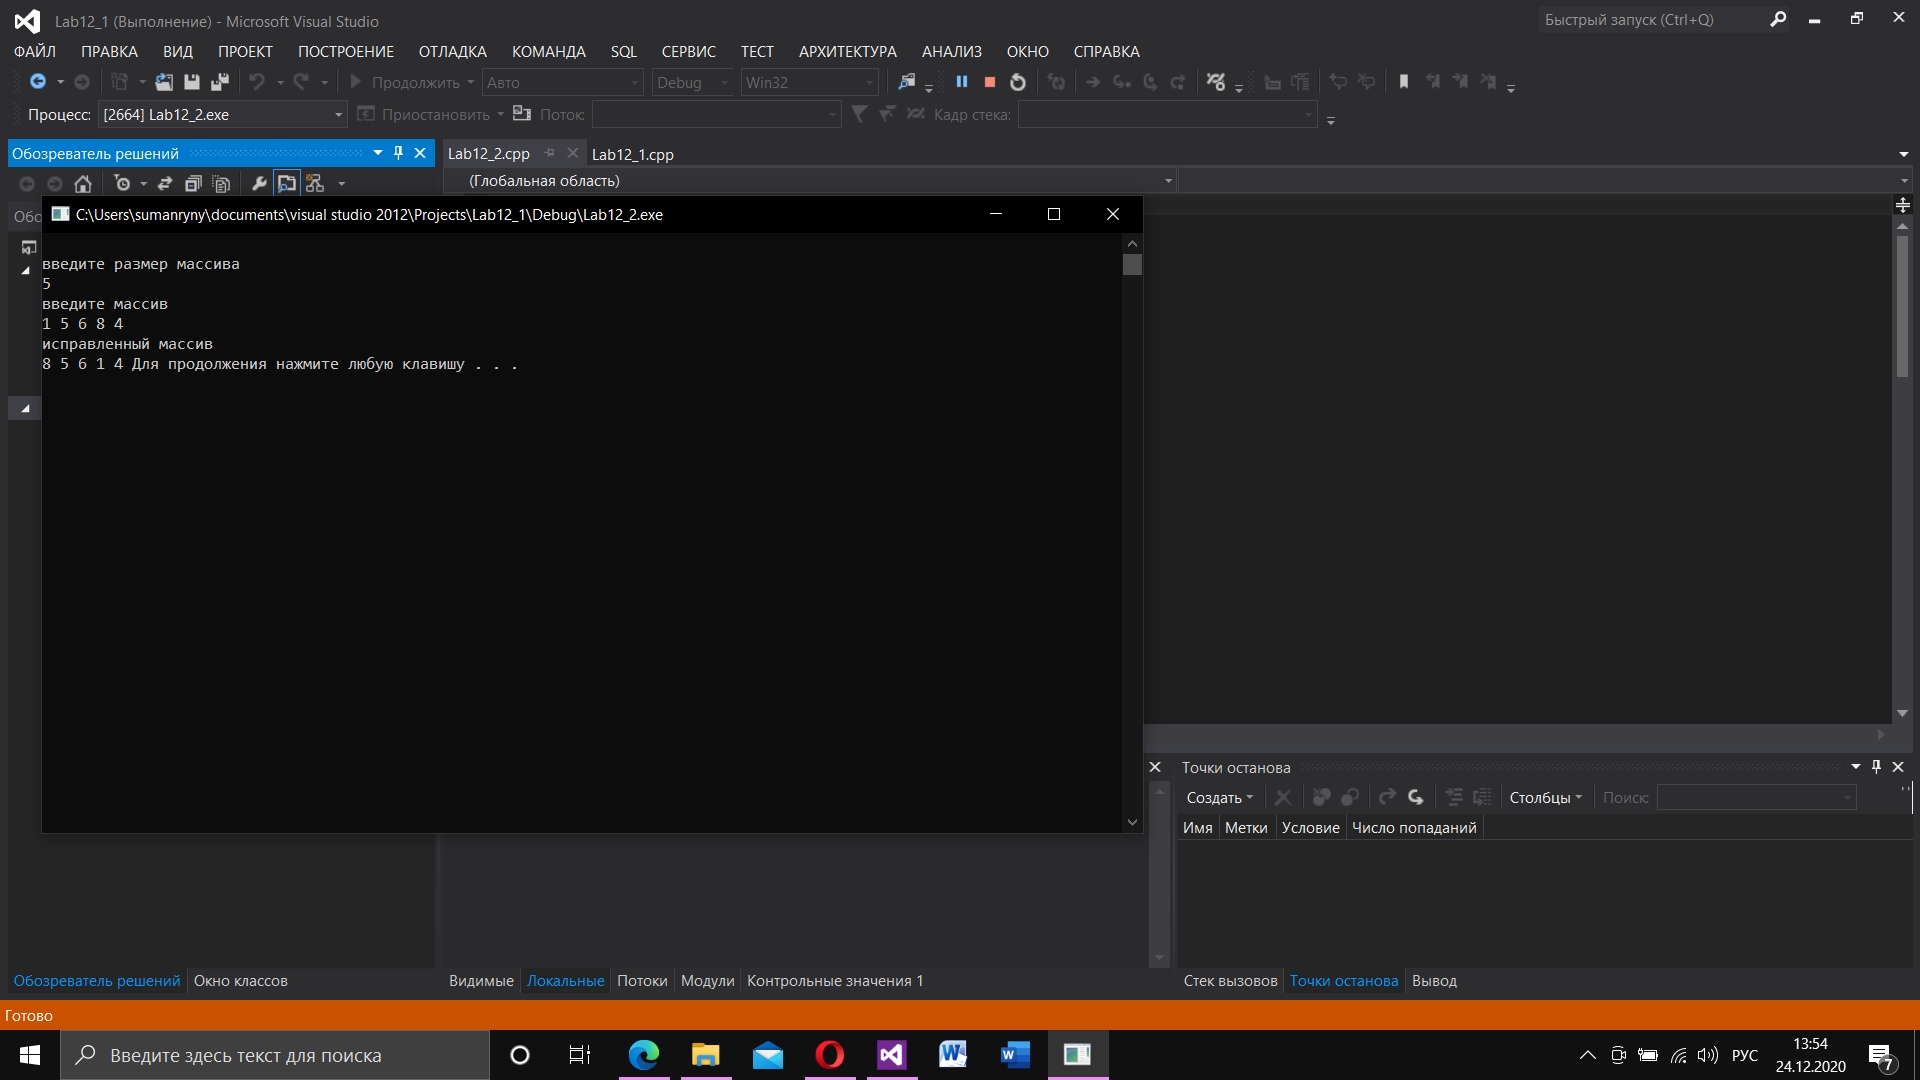 Lab12_1 (Выполнение) - Microsoft Visual Studio
Быстрый запуск (Ctrl+Q)
ФАЙЛ ПРАВКА ВИД ПРОЕКТ ПОСТРОЕНИЕ ОТЛАДКА КОМАНДА SQL СЕРВИС ТЕСТ АРХИТЕКТУРА АНАЛИЗ ОКНО СПРАВКА
Продолжить Авто Debug Win32
Процесс: [2664] Lab12_2.exe Приостановить Поток: Кадр стека:
Обозреватель решений Lab12_2.cpp Lab12_1.cpp
(Глобальная область)
Обо
C:\Users\sumanryny\documents\visual studio 2012\Projects\Lab12_1\Debug\Lab12_2.exe
введите размер массива
5
введите массив
1 5 6 8 4
исправленный массив
8 5 6 1 4 Для продолжения нажмите любую клавишу . . .
Точки останова
Создать Столбцы Поиск:
Имя Метки Условие Число попаданий
Обозреватель решений Окно классов Видимые Локальные Потоки Модули Контрольные значения 1 Стек вызовов Точки останова Вывод
Готово
Введите здесь текст для поиска
РУС
13:54
24.12.2020
7